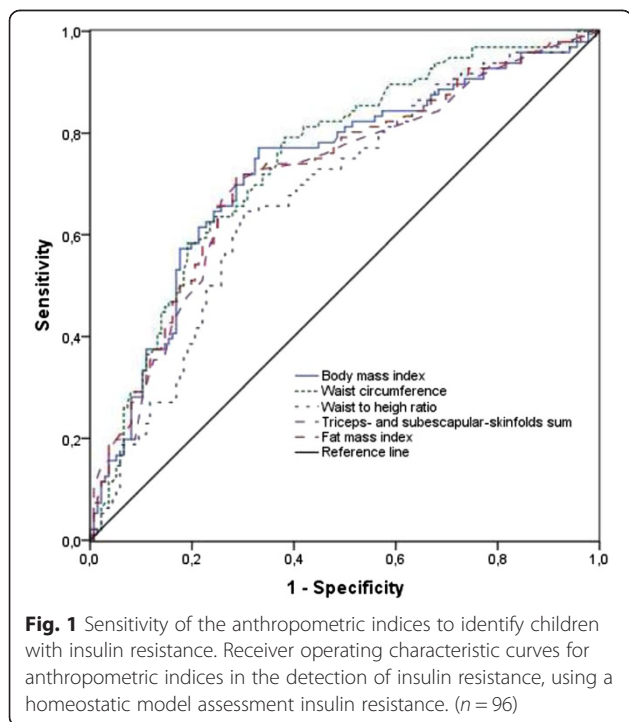 1,0
0,8
0,6
0,4
0,2
0,0
Sensitivity
Body mass index
Waist circumference
Waist to heigh ratio
Triceps- and subescapular-skinfolds sum
Fat mass index
Reference line
0,0 0,2 0,4 0,6 0,8 1,0
1 - Specificity
Fig. 1 Sensitivity of the anthropometric indices to identify children
with insulin resistance. Receiver operating characteristic curves for
anthropometric indices in the detection of insulin resistance, using a
homeostatic model assessment insulin resistance. (n = 96)